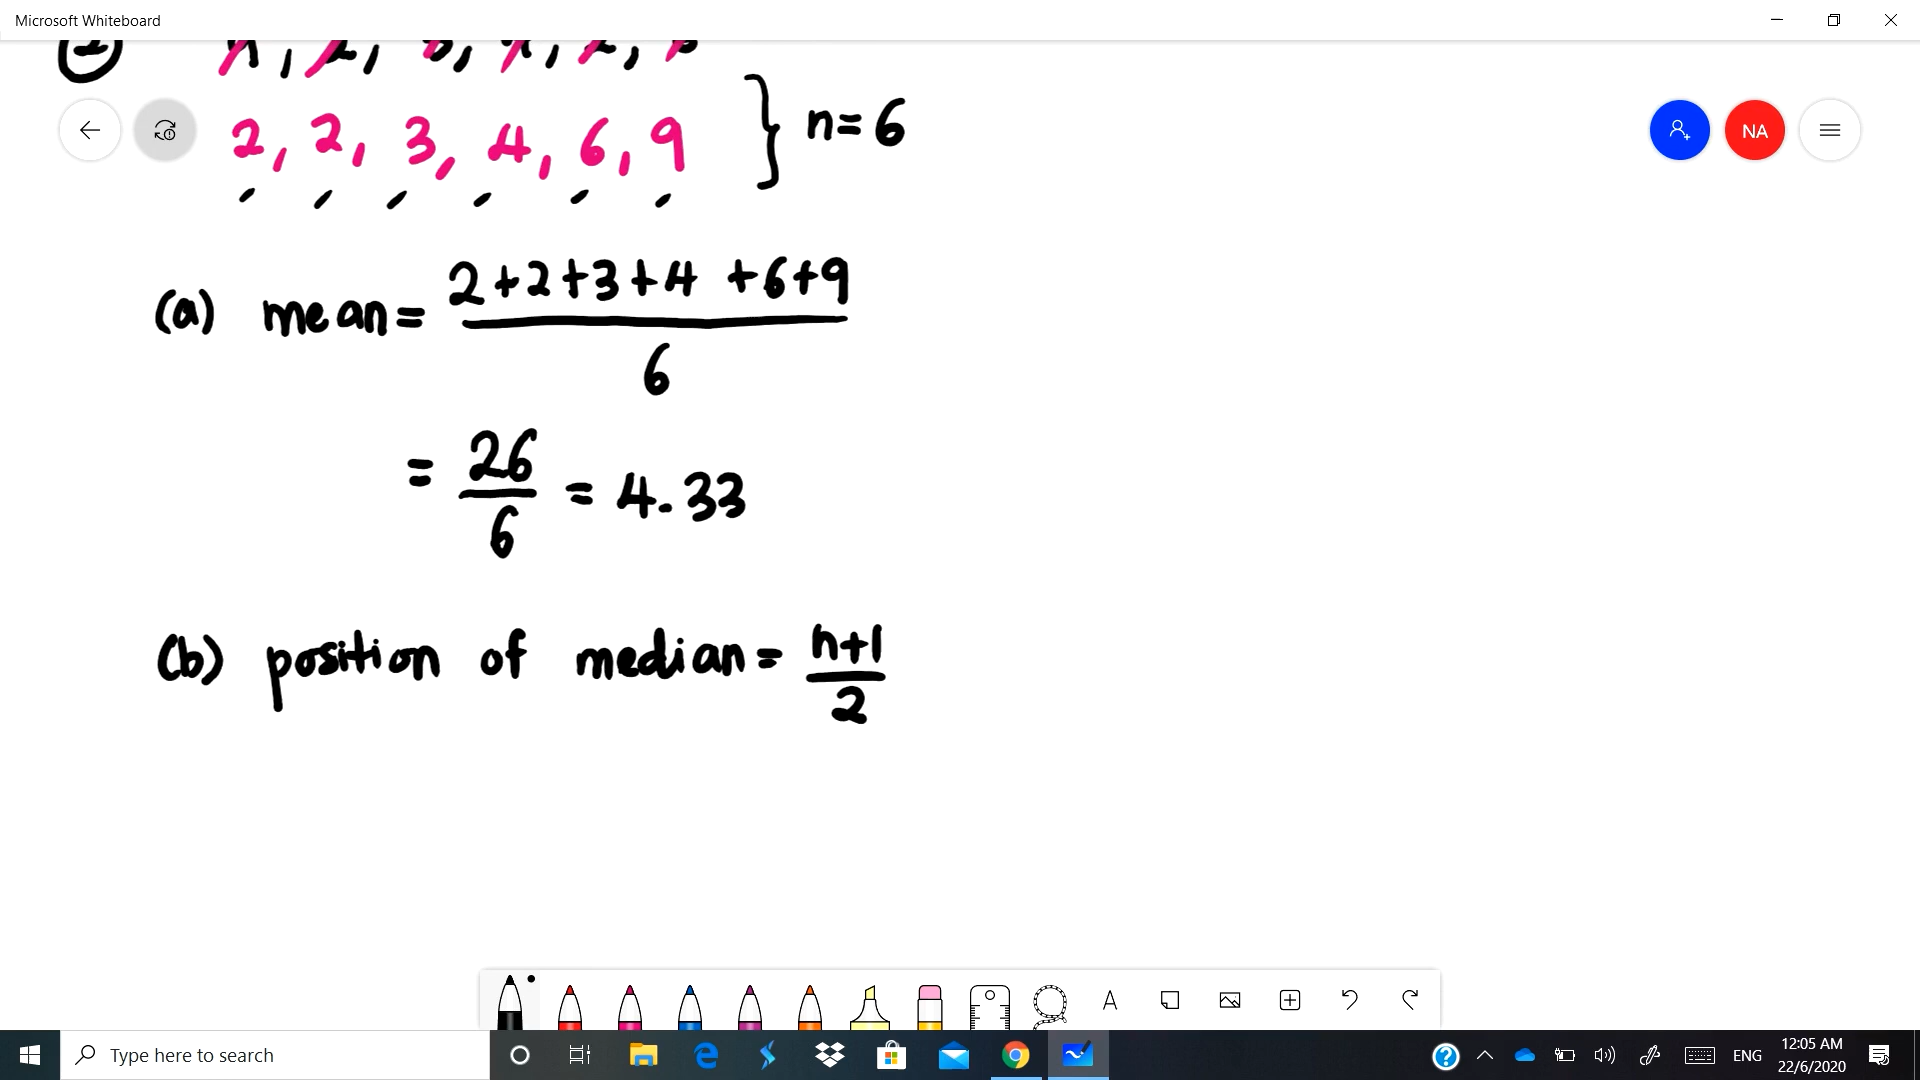 Microsoft Whiteboard
2, 2, 3, 4, 6, 9 } n=6
NA
(a) mean = 2+2+3+4 +6+9
6
= 26/6 = 4.33
(b) position of median = n+1
2
A
Type here to search
ENG
12:05 AM
22/6/2020